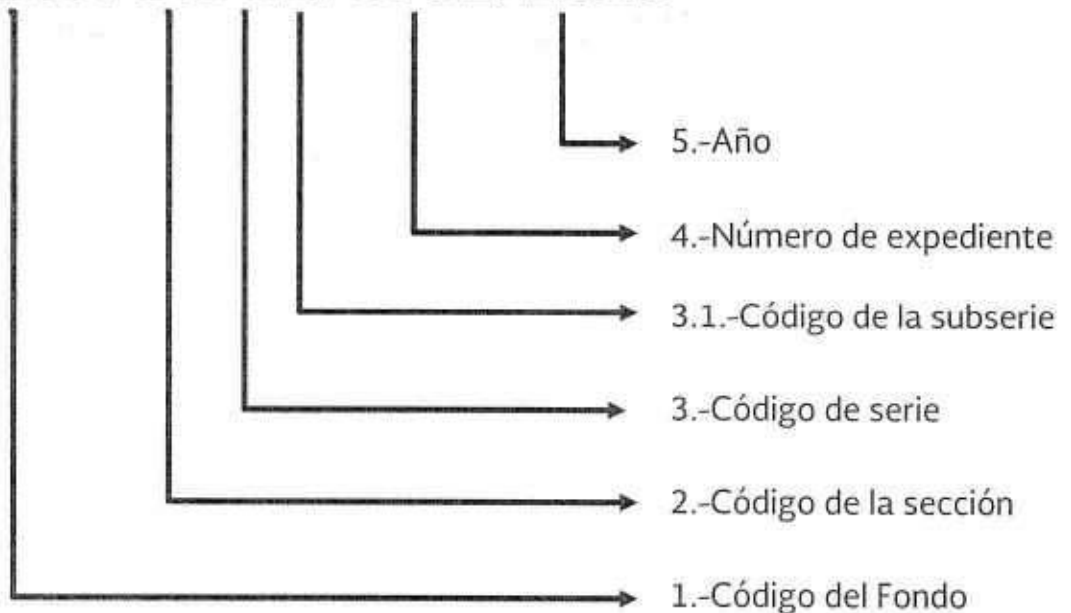 5.-Año
4.-Número de expediente
3.1.-Código de la subserie
3.-Código de serie
2.-Código de la sección
1.-Código del Fondo